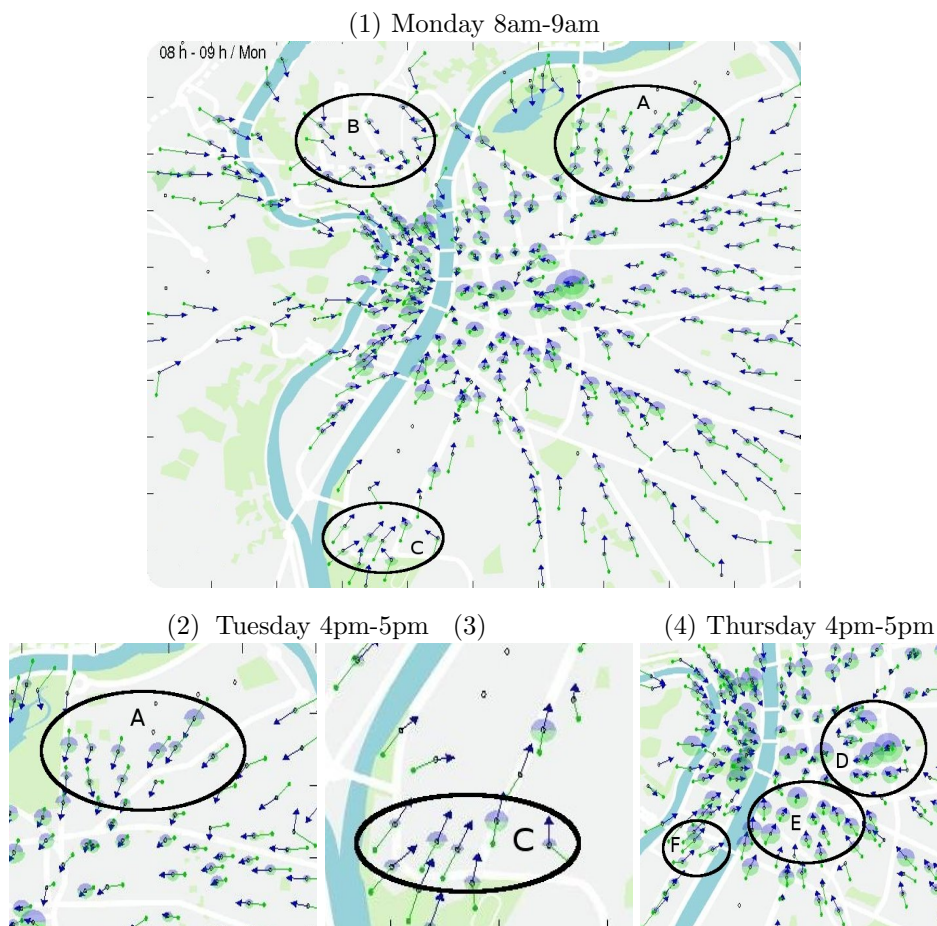 (1) Monday 8am-9am
08 h - 09 h / Mon
A
B
C
(2) Tuesday 4pm-5pm (3)
(4) Thursday 4pm-5pm
A
C
D
E
F